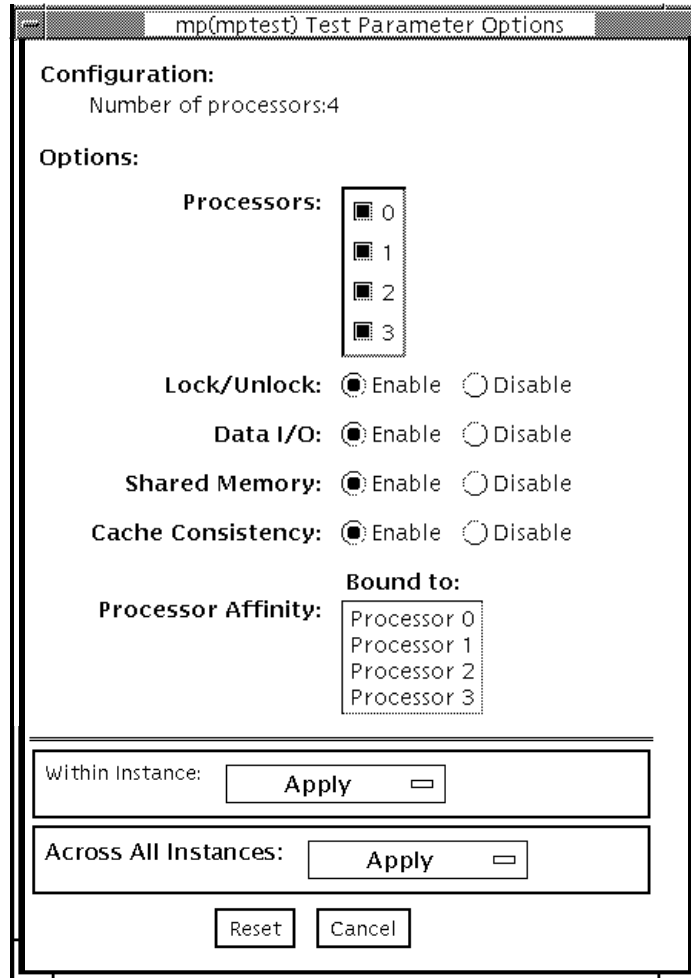 mp(mptest) Test Parameter Options
Configuration:
Number of processors:4
Options:
Processors:
0
1
2
3
Lock/Unlock: Enable Disable
Data I/O: Enable Disable
Shared Memory: Enable Disable
Cache Consistency: Enable Disable
Bound to:
Processor Affinity:
Processor 0
Processor 1
Processor 2
Processor 3
Within Instance: Apply
Across All Instances: Apply
Reset Cancel